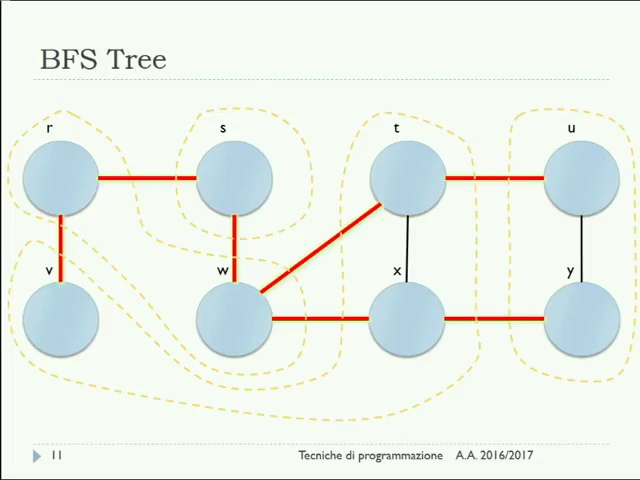 BFS Tree
r s t u
v w x y
11 Tecniche di programmazione A.A. 2016/2017